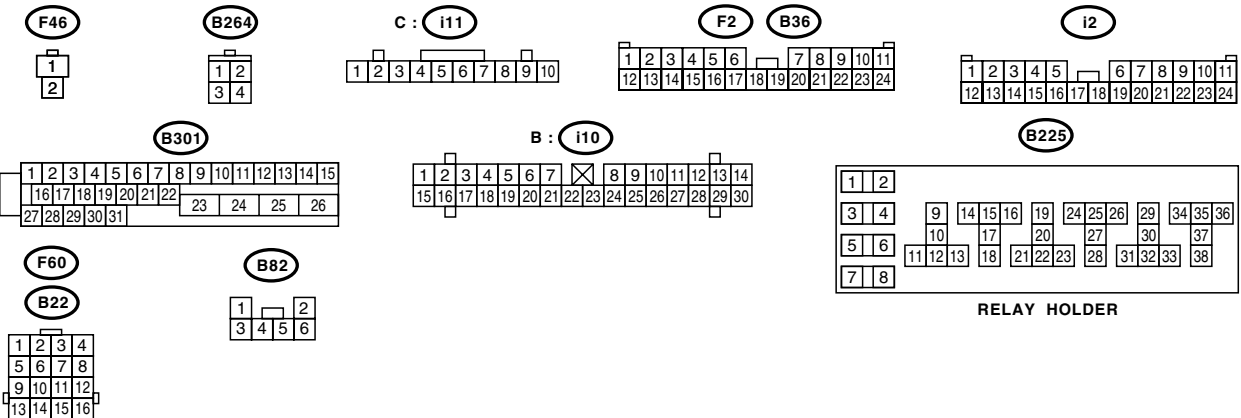 F46
B264
C : i11
F2 B36
i2
1
2
1 2
3 4
1 2 3 4 5 6 7 8 9 10
1 2 3 4 5 6 7 8 9 10 11
12 13 14 15 16 17 18 19 20 21 22 23 24
1 2 3 4 5 6 7 8 9 10 11
12 13 14 15 16 17 18 19 20 21 22 23 24
B301
B : i10
B225
1 2 3 4 5 6 7 8 9 10 11 12 13 14 15
16 17 18 19 20 21 22 23 24 25 26
27 28 29 30 31
1 2 3 4 5 6 7 8 9 10 11 12 13 14
15 16 17 18 19 20 21 22 23 24 25 26 27 28 29 30
1 2
3 4
5 6
7 8
9 14 15 16 19 24 25 26 29 34 35 36
10 17 20 27 30 37
11 12 13 18 21 22 23 28 31 32 33 38
RELAY HOLDER
F60
B22
B82
1 2
3 4 5 6
1 2 3 4
5 6 7 8
9 10 11 12
13 14 15 16